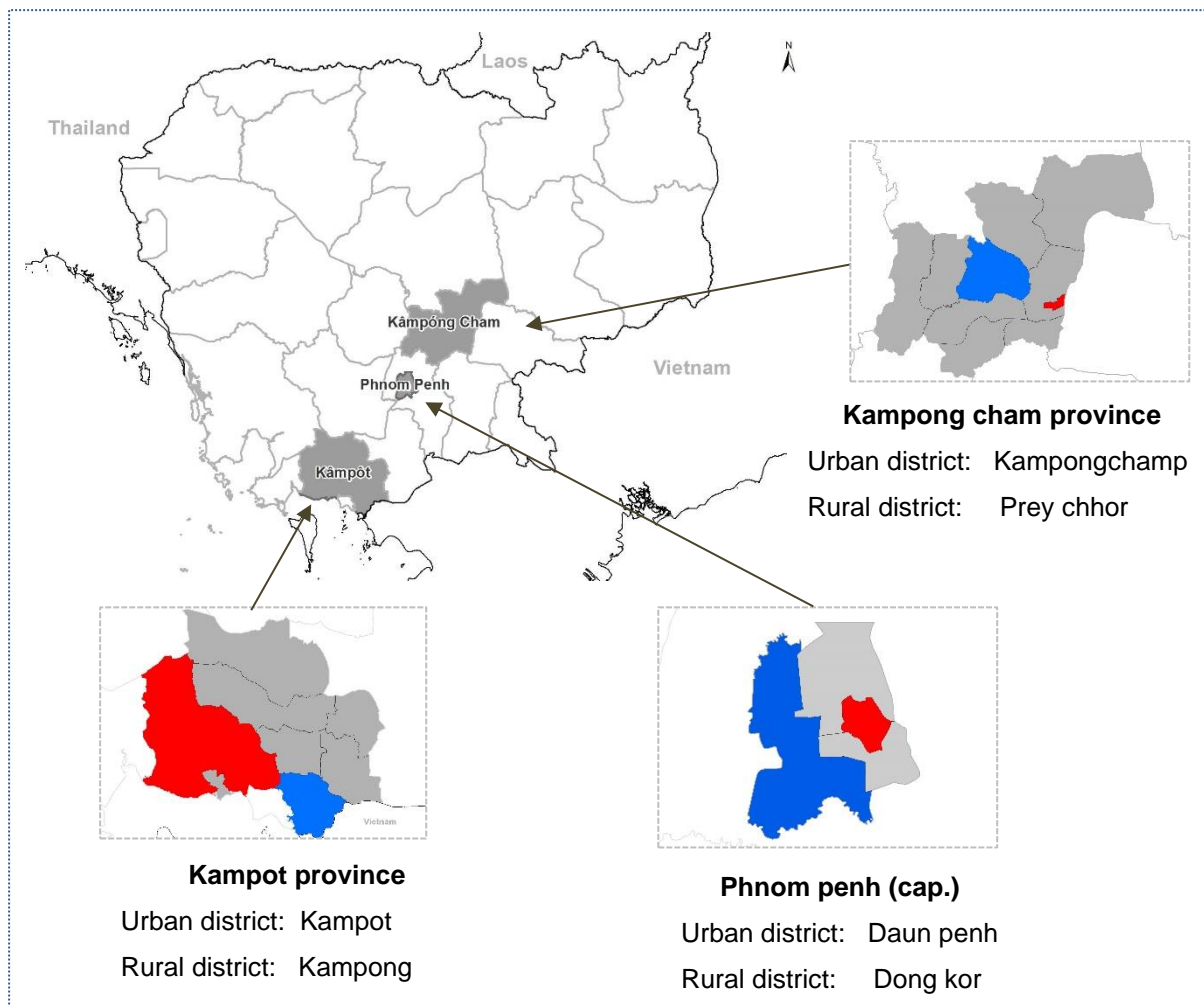 Laos
N
Thailand
Kâmpóng Cham
Vietnam
Phnom Penh
Kâmpôt
Kampong cham province
Urban district: Kampongchamp
Rural district: Prey chhor
Vietnam
Kampot province
Urban district: Kampot
Rural district: Kampong
Phnom penh (cap.)
Urban district: Daun penh
Rural district: Dong kor